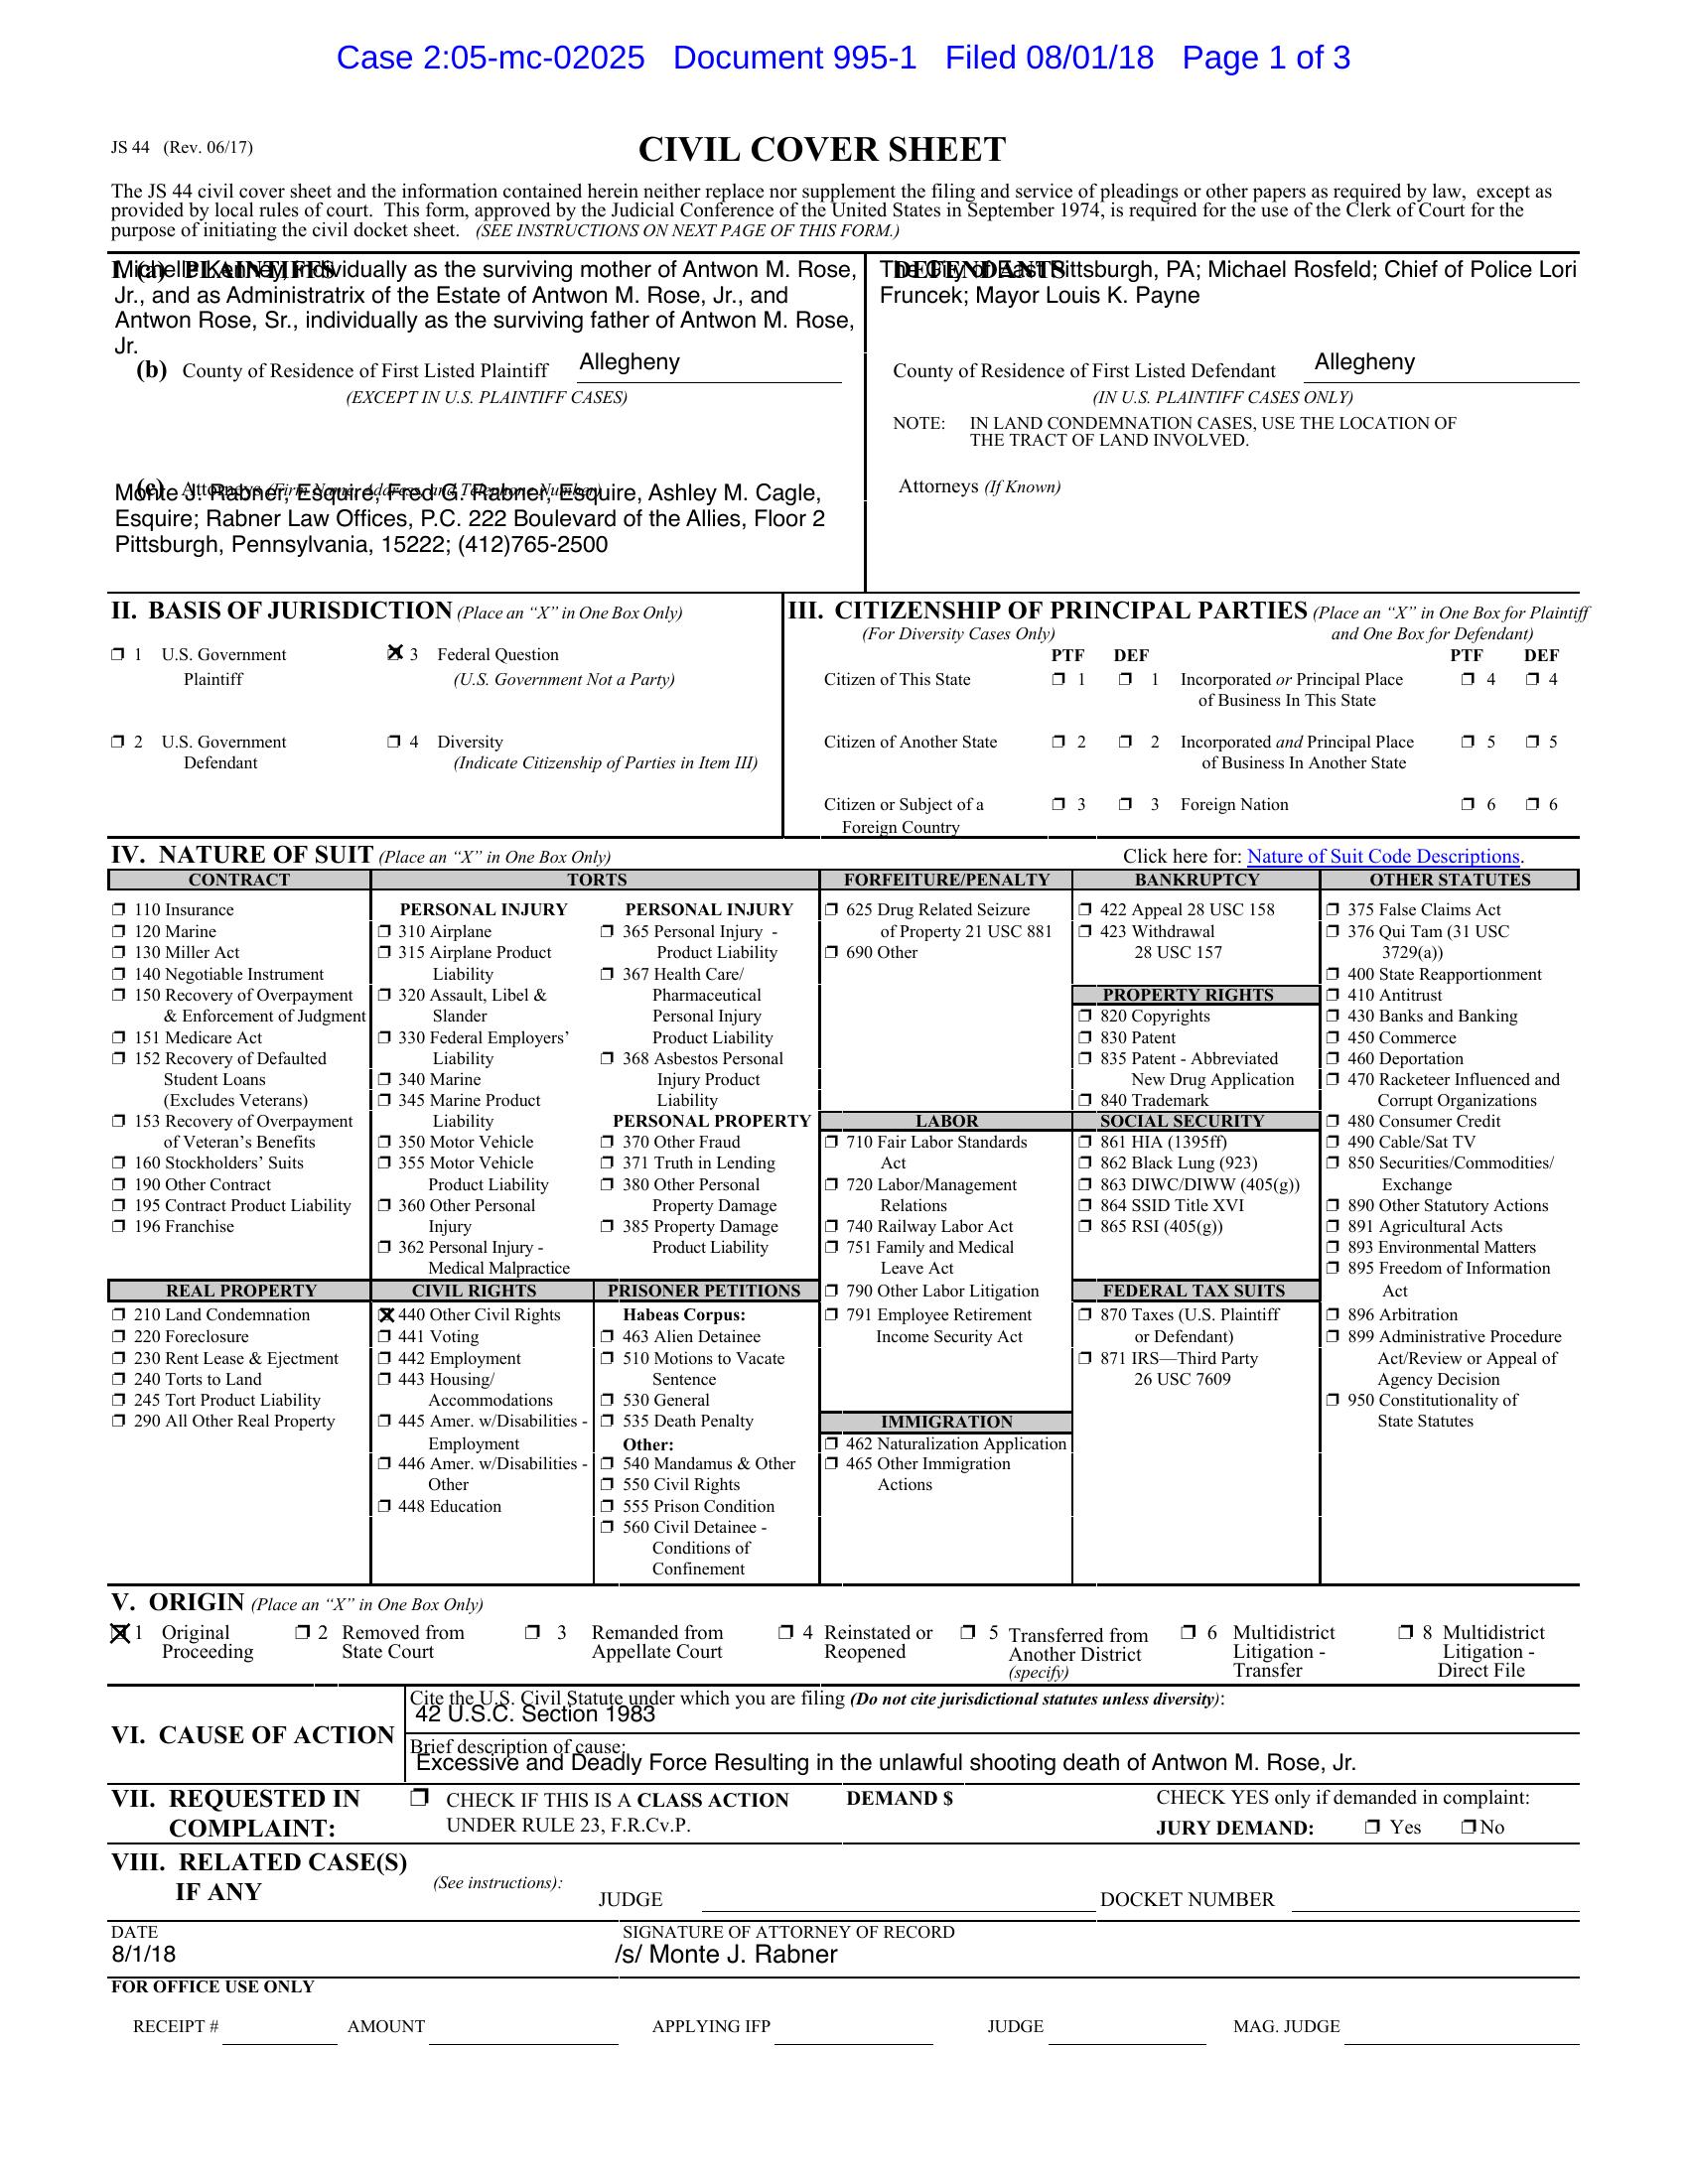 Case 2:05-mc-02025 Document 995-1 Filed 08/01/18 Page 1 of 3
JS 44 (Rev. 06/17)
CIVIL COVER SHEET
The JS 44 civil cover sheet and the information contained herein neither replace nor supplement the filing and service of pleadings or other papers as required by law, except as
provided by local rules of court. This form, approved by the Judicial Conference of the United States in September 1974, is required for the use of the Clerk of Court for the
purpose of initiating the civil docket sheet. (SEE INSTRUCTIONS ON NEXT PAGE OF THIS FORM.)
I. (a) PLAINTIFFS
Michelle Kenney, individually as the surviving mother of Antwon M. Rose,
Jr., and as Administratrix of the Estate of Antwon M. Rose, Jr., and
Antwon Rose, Sr., individually as the surviving father of Antwon M. Rose,
Jr.
(b) County of Residence of First Listed Plaintiff Allegheny
(EXCEPT IN U.S. PLAINTIFF CASES)
(c) Attorneys (Firm Name, Address, and Telephone Number)
Monte J. Rabner, Esquire, Fred G. Rabner, Esquire, Ashley M. Cagle,
Esquire; Rabner Law Offices, P.C. 222 Boulevard of the Allies, Floor 2
Pittsburgh, Pennsylvania, 15222; (412)765-2500
DEFENDANTS
The City of East Pittsburgh, PA; Michael Rosfeld; Chief of Police Lori
Fruncek; Mayor Louis K. Payne
County of Residence of First Listed Defendant Allegheny
(IN U.S. PLAINTIFF CASES ONLY)
NOTE: IN LAND CONDEMNATION CASES, USE THE LOCATION OF
THE TRACT OF LAND INVOLVED.
Attorneys (If Known)
II. BASIS OF JURISDICTION (Place an “X” in One Box Only)
❒ 1 U.S. Government
Plaintiff
X 3 Federal Question
(U.S. Government Not a Party)
❒ 2 U.S. Government
Defendant
❒ 4 Diversity
(Indicate Citizenship of Parties in Item III)
III. CITIZENSHIP OF PRINCIPAL PARTIES (Place an “X” in One Box for Plaintiff
(For Diversity Cases Only) and One Box for Defendant)
PTF DEF PTF DEF
Citizen of This State ❒ 1 ❒ 1 Incorporated or Principal Place ❒ 4 ❒ 4
of Business In This State
Citizen of Another State ❒ 2 ❒ 2 Incorporated and Principal Place ❒ 5 ❒ 5
of Business In Another State
Citizen or Subject of a ❒ 3 ❒ 3 Foreign Nation ❒ 6 ❒ 6
Foreign Country
IV. NATURE OF SUIT (Place an “X” in One Box Only) Click here for: Nature of Suit Code Descriptions.
CONTRACT
❒ 110 Insurance
❒ 120 Marine
❒ 130 Miller Act
❒ 140 Negotiable Instrument
❒ 150 Recovery of Overpayment
& Enforcement of Judgment
❒ 151 Medicare Act
❒ 152 Recovery of Defaulted
Student Loans
(Excludes Veterans)
❒ 153 Recovery of Overpayment
of Veteran’s Benefits
❒ 160 Stockholders’ Suits
❒ 190 Other Contract
❒ 195 Contract Product Liability
❒ 196 Franchise
REAL PROPERTY
❒ 210 Land Condemnation
❒ 220 Foreclosure
❒ 230 Rent Lease & Ejectment
❒ 240 Torts to Land
❒ 245 Tort Product Liability
❒ 290 All Other Real Property
TORTS
PERSONAL INJURY
❒ 310 Airplane
❒ 315 Airplane Product
Liability
❒ 320 Assault, Libel &
Slander
❒ 330 Federal Employers’
Liability
❒ 340 Marine
❒ 345 Marine Product
Liability
❒ 350 Motor Vehicle
❒ 355 Motor Vehicle
Product Liability
❒ 360 Other Personal
Injury
❒ 362 Personal Injury -
Medical Malpractice
PERSONAL INJURY
❒ 365 Personal Injury -
Product Liability
❒ 367 Health Care/
Pharmaceutical
Personal Injury
Product Liability
❒ 368 Asbestos Personal
Injury Product
Liability
PERSONAL PROPERTY
❒ 370 Other Fraud
❒ 371 Truth in Lending
❒ 380 Other Personal
Property Damage
❒ 385 Property Damage
Product Liability
CIVIL RIGHTS
X 440 Other Civil Rights
❒ 441 Voting
❒ 442 Employment
❒ 443 Housing/
Accommodations
❒ 445 Amer. w/Disabilities -
Employment
❒ 446 Amer. w/Disabilities -
Other
❒ 448 Education
PRISONER PETITIONS
Habeas Corpus:
❒ 463 Alien Detainee
❒ 510 Motions to Vacate
Sentence
❒ 530 General
❒ 535 Death Penalty
Other:
❒ 540 Mandamus & Other
❒ 550 Civil Rights
❒ 555 Prison Condition
❒ 560 Civil Detainee -
Conditions of
Confinement
FORFEITURE/PENALTY
❒ 625 Drug Related Seizure
of Property 21 USC 881
❒ 690 Other
LABOR
❒ 710 Fair Labor Standards
Act
❒ 720 Labor/Management
Relations
❒ 740 Railway Labor Act
❒ 751 Family and Medical
Leave Act
❒ 790 Other Labor Litigation
❒ 791 Employee Retirement
Income Security Act
IMMIGRATION
❒ 462 Naturalization Application
❒ 465 Other Immigration
Actions
BANKRUPTCY
❒ 422 Appeal 28 USC 158
❒ 423 Withdrawal
28 USC 157
PROPERTY RIGHTS
❒ 820 Copyrights
❒ 830 Patent
❒ 835 Patent - Abbreviated
New Drug Application
❒ 840 Trademark
SOCIAL SECURITY
❒ 861 HIA (1395ff)
❒ 862 Black Lung (923)
❒ 863 DIWC/DIWW (405(g))
❒ 864 SSID Title XVI
❒ 865 RSI (405(g))
FEDERAL TAX SUITS
❒ 870 Taxes (U.S. Plaintiff
or Defendant)
❒ 871 IRS—Third Party
26 USC 7609
OTHER STATUTES
❒ 375 False Claims Act
❒ 376 Qui Tam (31 USC
3729(a))
❒ 400 State Reapportionment
❒ 410 Antitrust
❒ 430 Banks and Banking
❒ 450 Commerce
❒ 460 Deportation
❒ 470 Racketeer Influenced and
Corrupt Organizations
❒ 480 Consumer Credit
❒ 490 Cable/Sat TV
❒ 850 Securities/Commodities/
Exchange
❒ 890 Other Statutory Actions
❒ 891 Agricultural Acts
❒ 893 Environmental Matters
❒ 895 Freedom of Information
Act
❒ 896 Arbitration
❒ 899 Administrative Procedure
Act/Review or Appeal of
Agency Decision
❒ 950 Constitutionality of
State Statutes
V. ORIGIN (Place an “X” in One Box Only)
X 1 Original
Proceeding
❒ 2 Removed from
State Court
❒ 3 Remanded from
Appellate Court
❒ 4 Reinstated or
Reopened
❒ 5 Transferred from
Another District
(specify)
❒ 6 Multidistrict
Litigation -
Transfer
❒ 8 Multidistrict
Litigation -
Direct File
VI. CAUSE OF ACTION
Cite the U.S. Civil Statute under which you are filing (Do not cite jurisdictional statutes unless diversity):
42 U.S.C. Section 1983
Brief description of cause:
Excessive and Deadly Force Resulting in the unlawful shooting death of Antwon M. Rose, Jr.
VII. REQUESTED IN
COMPLAINT:
❒ CHECK IF THIS IS A CLASS ACTION
UNDER RULE 23, F.R.Cv.P.
DEMAND $
CHECK YES only if demanded in complaint:
JURY DEMAND: ❒ Yes ❒ No
VIII. RELATED CASE(S)
IF ANY
(See instructions):
JUDGE DOCKET NUMBER
DATE
8/1/18
SIGNATURE OF ATTORNEY OF RECORD
/s/ Monte J. Rabner
FOR OFFICE USE ONLY
RECEIPT # AMOUNT APPLYING IFP JUDGE MAG. JUDGE